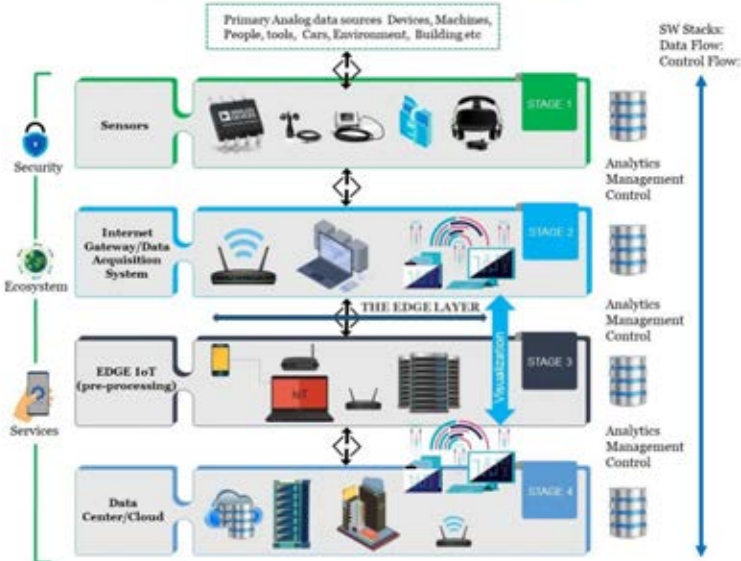 Primary Analog data sources Devices, Machines,
People, tools, Cars, Environment, Building etc
SW Stacks:
Data Flow:
Control Flow:
Sensors
STAGE 1
Security
Analytics
Management
Control
Internet
Gateway/Data
Acquisition
System
STAGE 2
Ecosystem
THE EDGE LAYER
Analytics
Management
Control
EDGE IoT
(pre-processing)
IoT
Visualization
STAGE 3
Services
Analytics
Management
Control
Data
Center/Cloud
STAGE 4